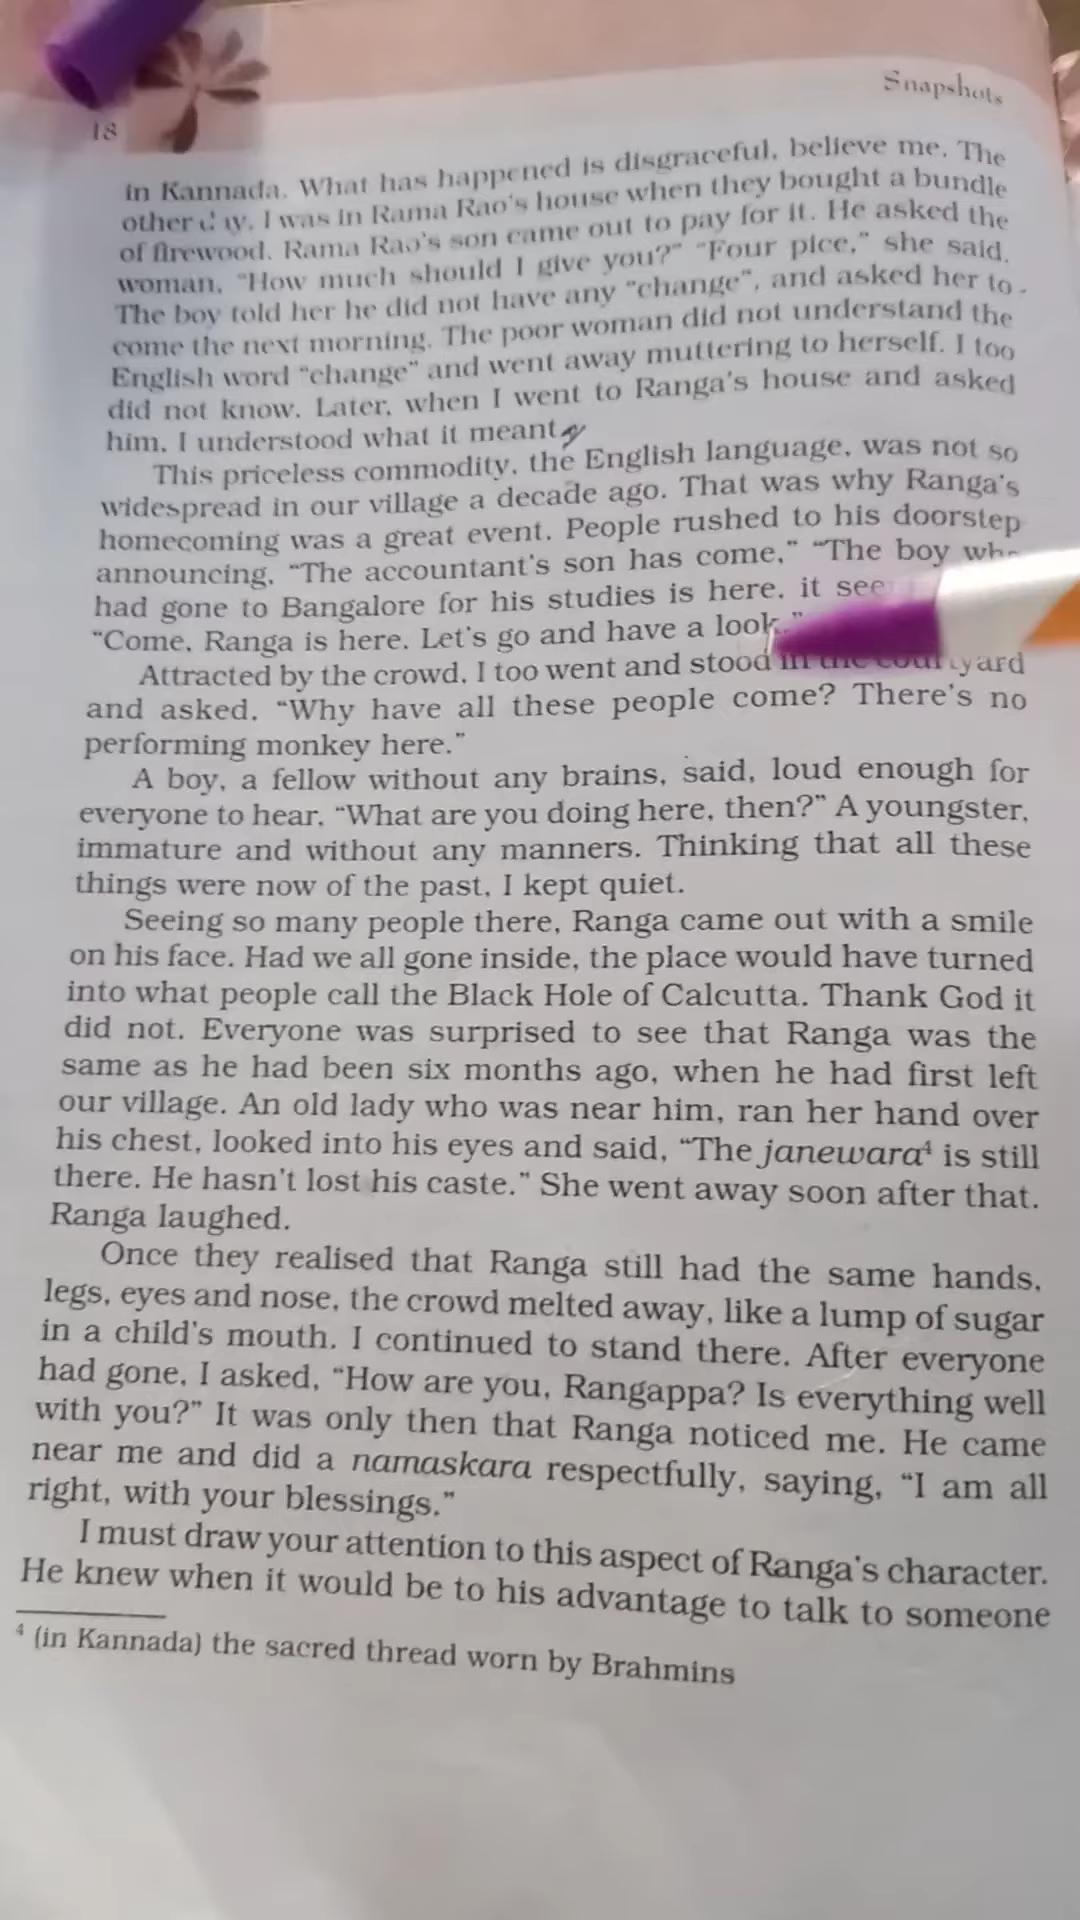 Snapshots
18
in Kannada. What has happened is disgraceful, believe me. The
other day, I was in Rama Rao's house when they bought a bundle
of firewood. Rama Rao's son came out to pay for it. He asked the
woman, “How much should I give you?” “Four pice,” she said.
The boy told her he did not have any “change”, and asked her to
come the next morning. The poor woman did not understand the
English word “change” and went away muttering to herself. I too
did not know. Later, when I went to Ranga's house and asked
him, I understood what it meant
This priceless commodity, the English language, was not so
widespread in our village a decade ago. That was why Ranga's
homecoming was a great event. People rushed to his doorstep
announcing, “The accountant's son has come,” “The boy who
had gone to Bangalore for his studies is here, it
“Come, Ranga is here. Let's go and have a look.”
Attracted by the crowd, I too went and stood in the courtyard
and asked, “Why have all these people come? There's no
performing monkey here.”
A boy, a fellow without any brains, said, loud enough for
everyone to hear, “What are you doing here, then?” A youngster,
immature and without any manners. Thinking that all these
things were now of the past, I kept quiet.
Seeing so many people there, Ranga came out with a smile
on his face. Had we all gone inside, the place would have turned
into what people call the Black Hole of Calcutta. Thank God it
did not. Everyone was surprised to see that Ranga was the
same as he had been six months ago, when he had first left
our village. An old lady who was near him, ran her hand over
his chest, looked into his eyes and said, “The janewara⁴ is still
there. He hasn't lost his caste.” She went away soon after that.
Ranga laughed.
Once they realised that Ranga still had the same hands,
legs, eyes and nose, the crowd melted away, like a lump of sugar
in a child's mouth. I continued to stand there. After everyone
had gone, I asked, “How are you, Rangappa? Is everything well
with you?” It was only then that Ranga noticed me. He came
near me and did a namaskara respectfully, saying, “I am all
right, with your blessings.”
I must draw your attention to this aspect of Ranga's character.
He knew when it would be to his advantage to talk to someone
⁴ (in Kannada) the sacred thread worn by Brahmins